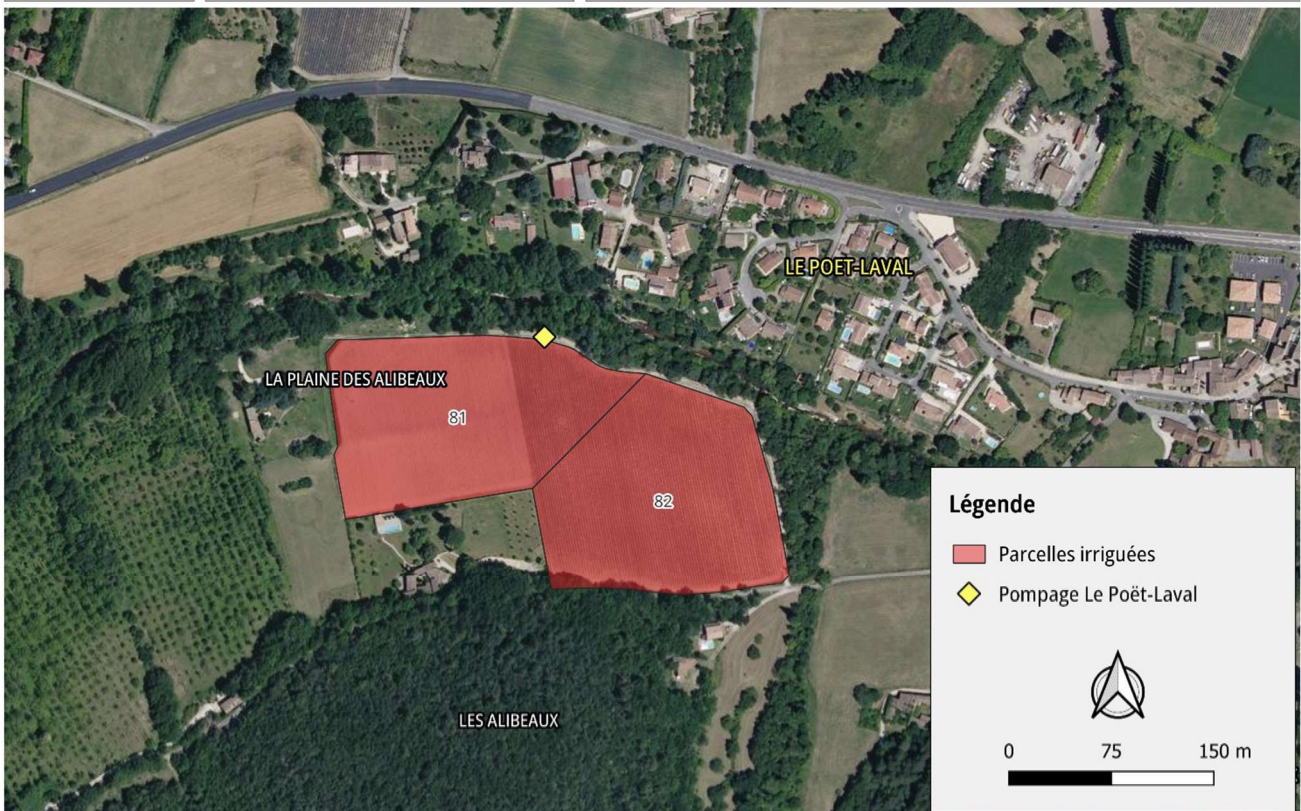 LE POET-LAVAL
LA PLAINE DES ALIBEAUX
81
82
LES ALIBEAUX
Légende
Parcelles irriguées
Pompage Le Poët-Laval
0 75 150 m